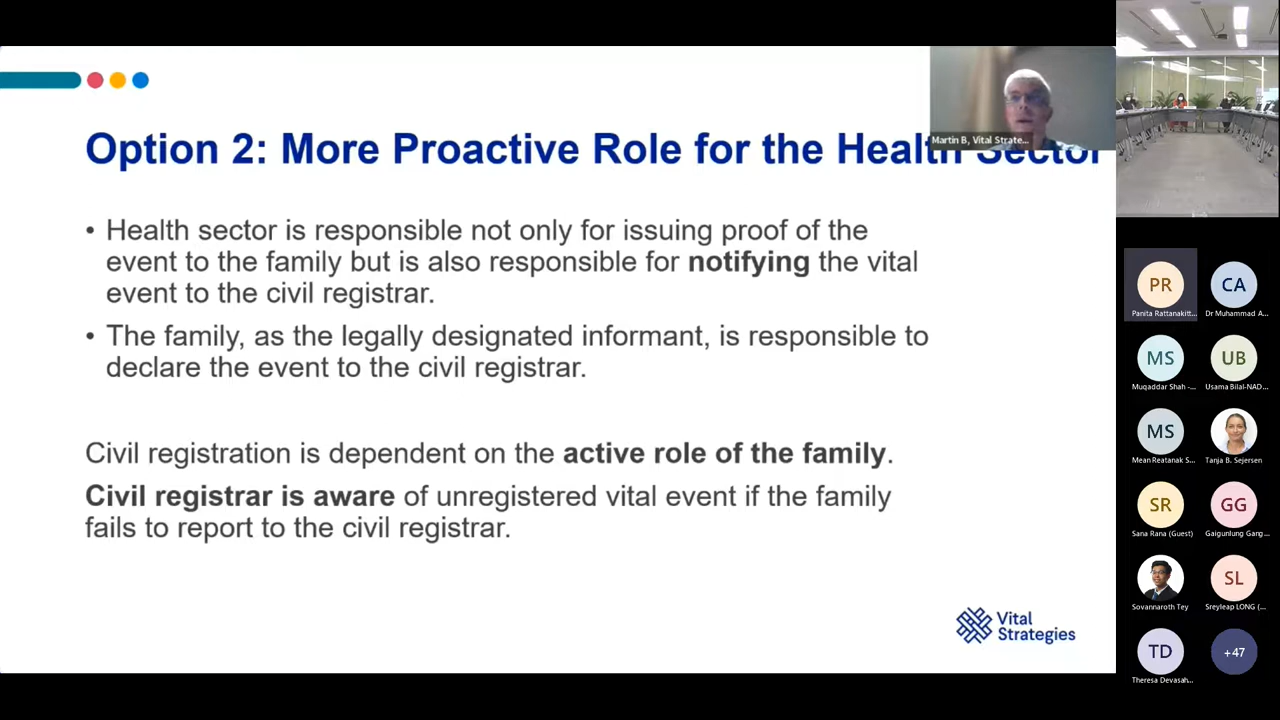 Option 2: More Proactive Role for the Health Sector
Martin B, Vital Strate...
• Health sector is responsible not only for issuing proof of the
event to the family but is also responsible for notifying the vital
event to the civil registrar.
• The family, as the legally designated informant, is responsible to
declare the event to the civil registrar.
Civil registration is dependent on the active role of the family.
Civil registrar is aware of unregistered vital event if the family
fails to report to the civil registrar.
Vital
Strategies
PR
CA
Panita Rattanakitt...
Dr Muhammad A...
MS
UB
Muqaddar Shah -...
Usama Bilal-NAD...
MS
Mean Reatanak S...
Tanja B. Sejersen
SR
GG
Sana Rana (Guest)
Gaigunlung Gang...
SL
Sovannaroth Tey
Sreyleap LONG (...
TD
+47
Theresa Devasah...